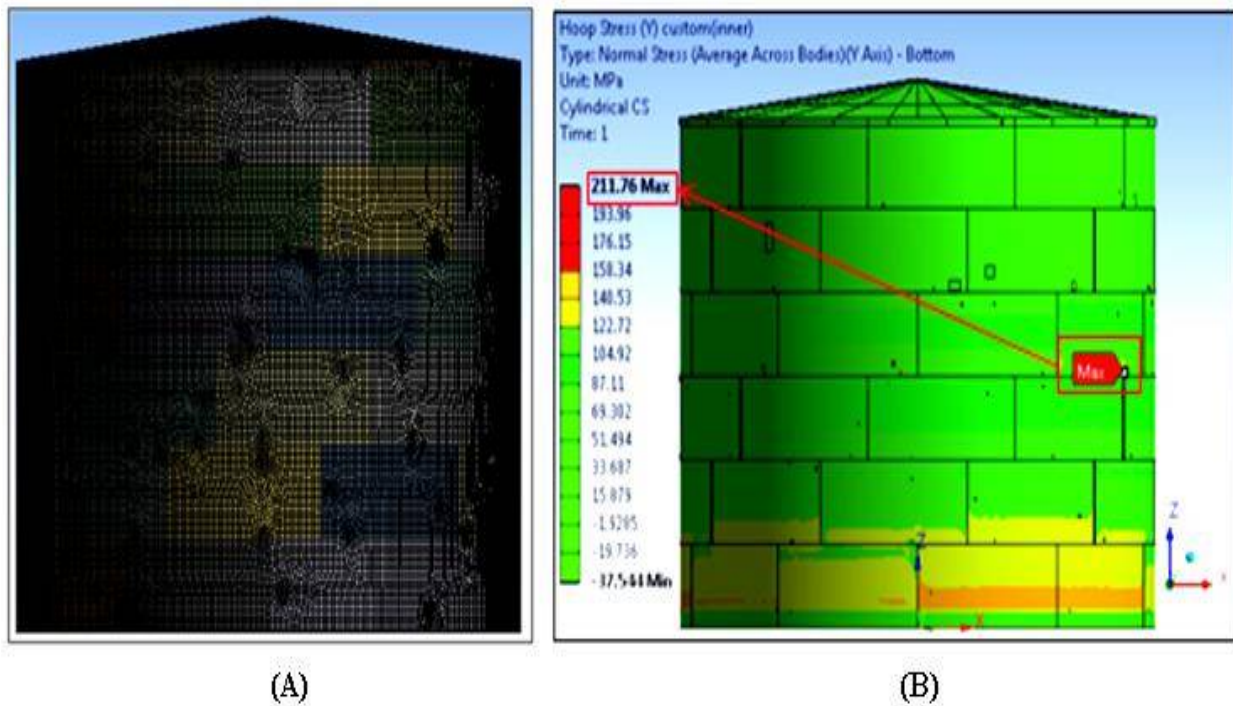 Hoop Stress (Y) custom(inner)
Type: Normal Stress (Average Across Bodies)(Y Axis) - Bottom
Unit: MPa
Cylindrical CS
Time: 1
211.76 Max
193.96
176.15
158.34
140.53
122.72
104.92
87.11
69.302
51.494
33.687
15.879
-1.9285
-19.736
-37.544 Min
Max
Z
Z
X
(A)
(B)